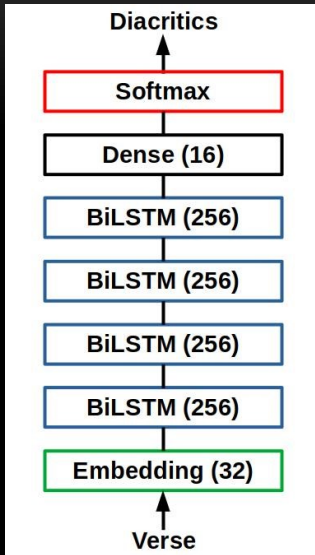 Diacritics
Softmax
Dense (16)
BiLSTM (256)
BiLSTM (256)
BiLSTM (256)
BiLSTM (256)
Embedding (32)
Verse